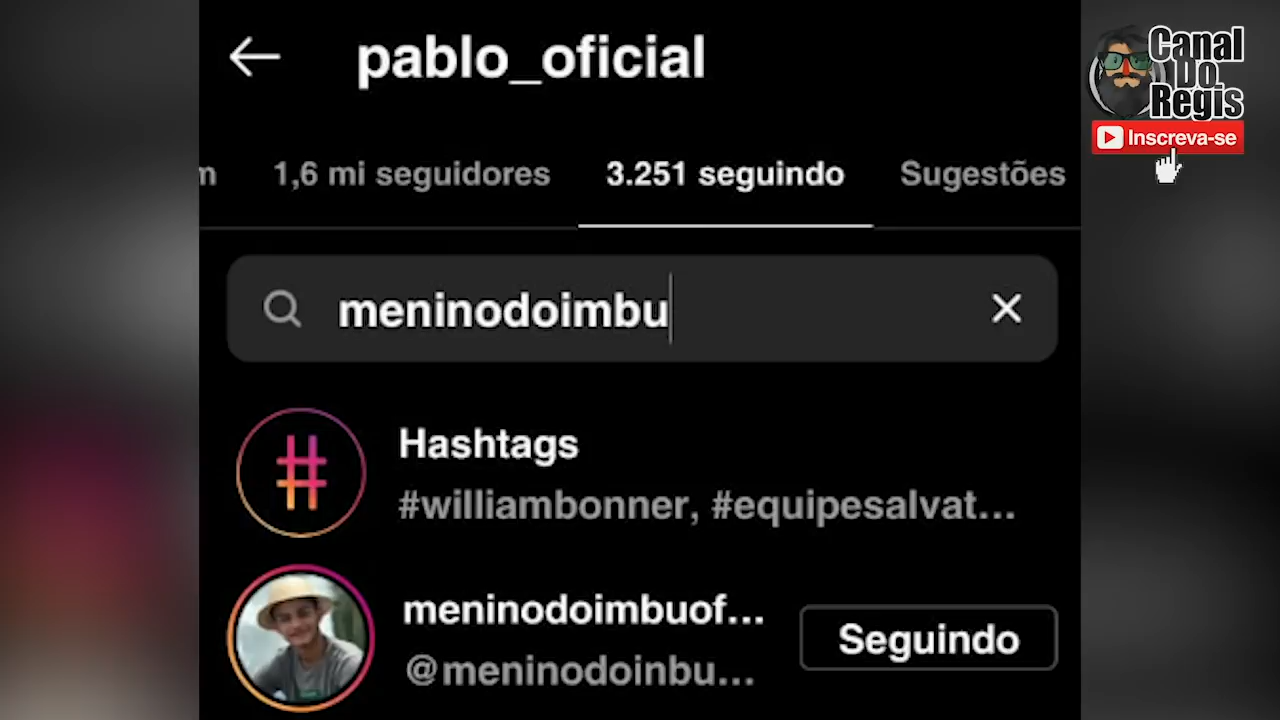 pablo_oficial
m 1,6 mi seguidores 3.251 seguindo Sugestões
meninodoimbu
Hashtags
#williambonner, #equipesalvat...
meninodoimbuof...
@meninodoinbu...
Seguindo
Canal
Do
Regis
Inscreva-se